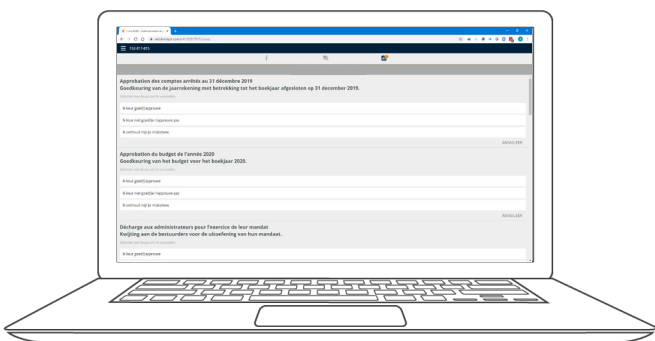 152-811-815
Approbation des comptes arrêtés au 31 décembre 2019
Goedkeuring van de jaarrekening met betrekking tot het boekjaar afgesloten op 31 december 2019.
Ik keur goed/J'approuve
Ik keur niet goed/Je n'approuve pas
Ik onthoud mij/Je m'abstiens
ANNULEER
Approbation du budget de l'année 2020
Goedkeuring van het budget voor het boekjaar 2020.
Ik keur goed/J'approuve
Ik keur niet goed/Je n'approuve pas
Ik onthoud mij/Je m'abstiens
ANNULEER
Décharge aux administrateurs pour l'exercice de leur mandat
Kwijting aan de bestuurders voor de uitoefening van hun mandaat.
Ik keur goed/J'approuve